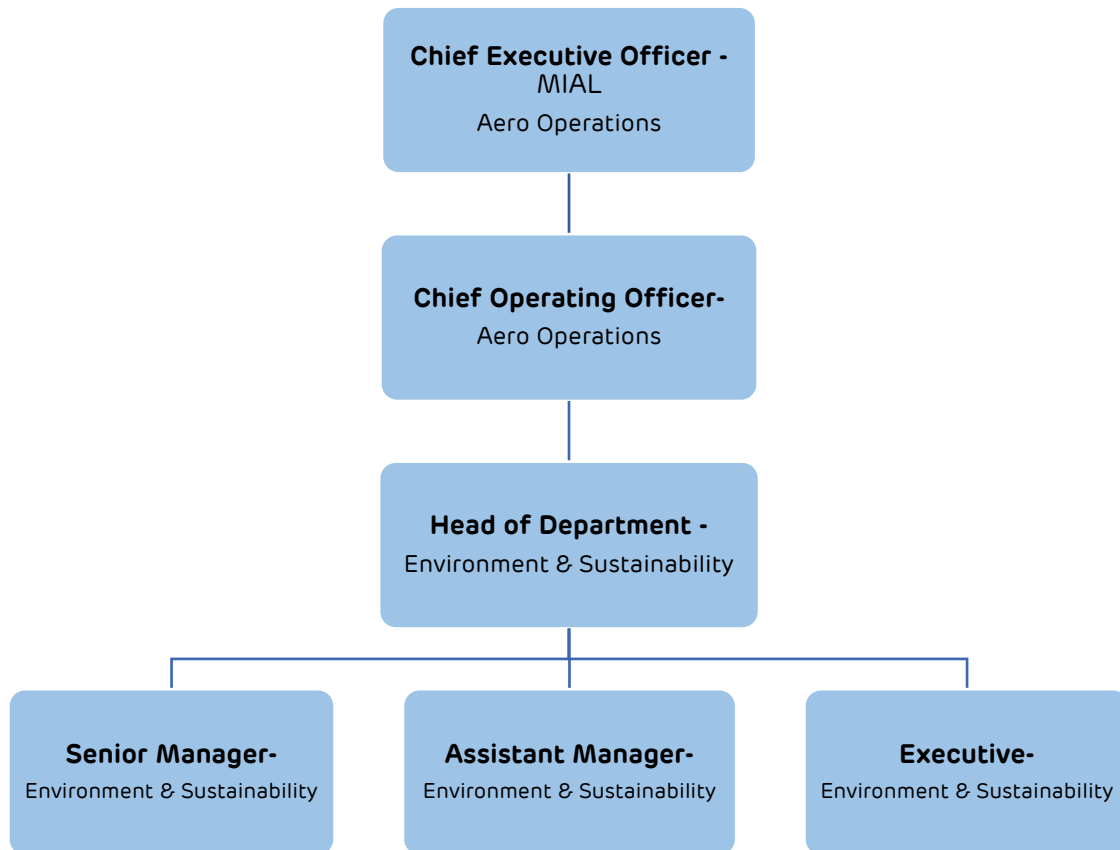 Chief Executive Officer -
MIAL
Aero Operations
Chief Operating Officer-
Aero Operations
Head of Department -
Environment & Sustainability
Senior Manager-
Environment & Sustainability
Assistant Manager-
Environment & Sustainability
Executive-
Environment & Sustainability